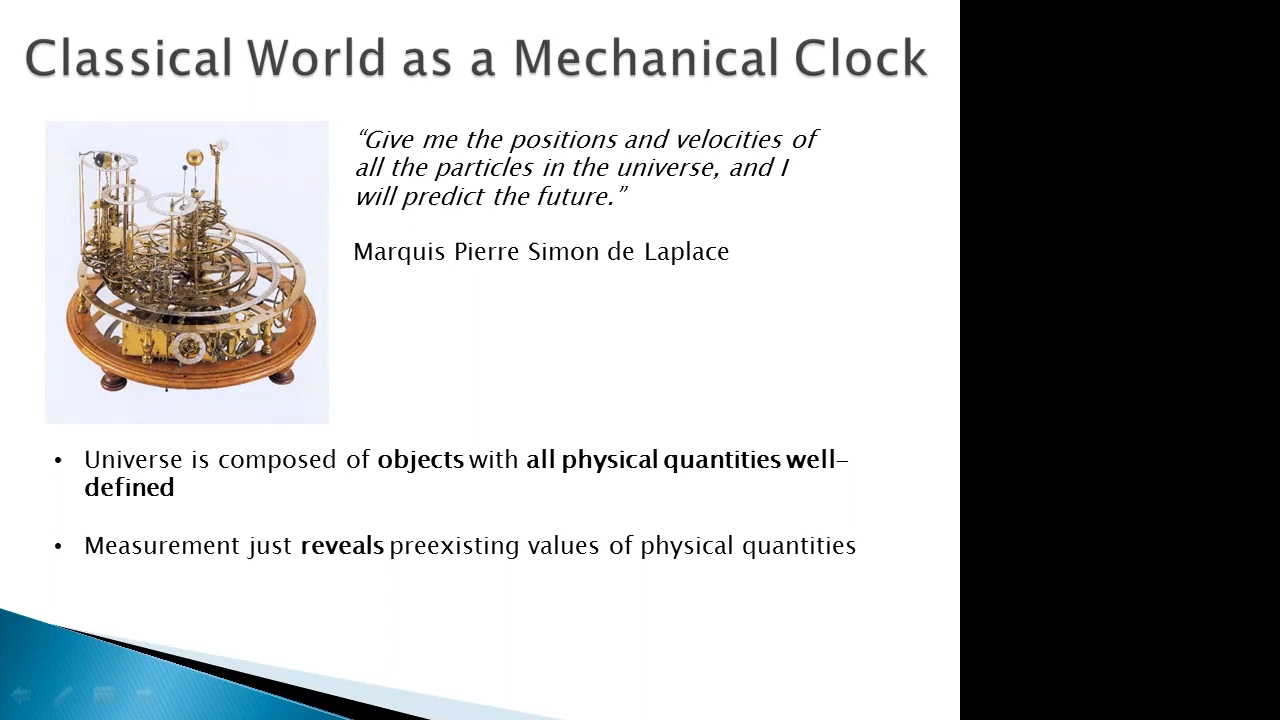 Classical World as a Mechanical Clock
“Give me the positions and velocities of
all the particles in the universe, and I
will predict the future.”
Marquis Pierre Simon de Laplace
• Universe is composed of objects with all physical quantities well-
defined
• Measurement just reveals preexisting values of physical quantities